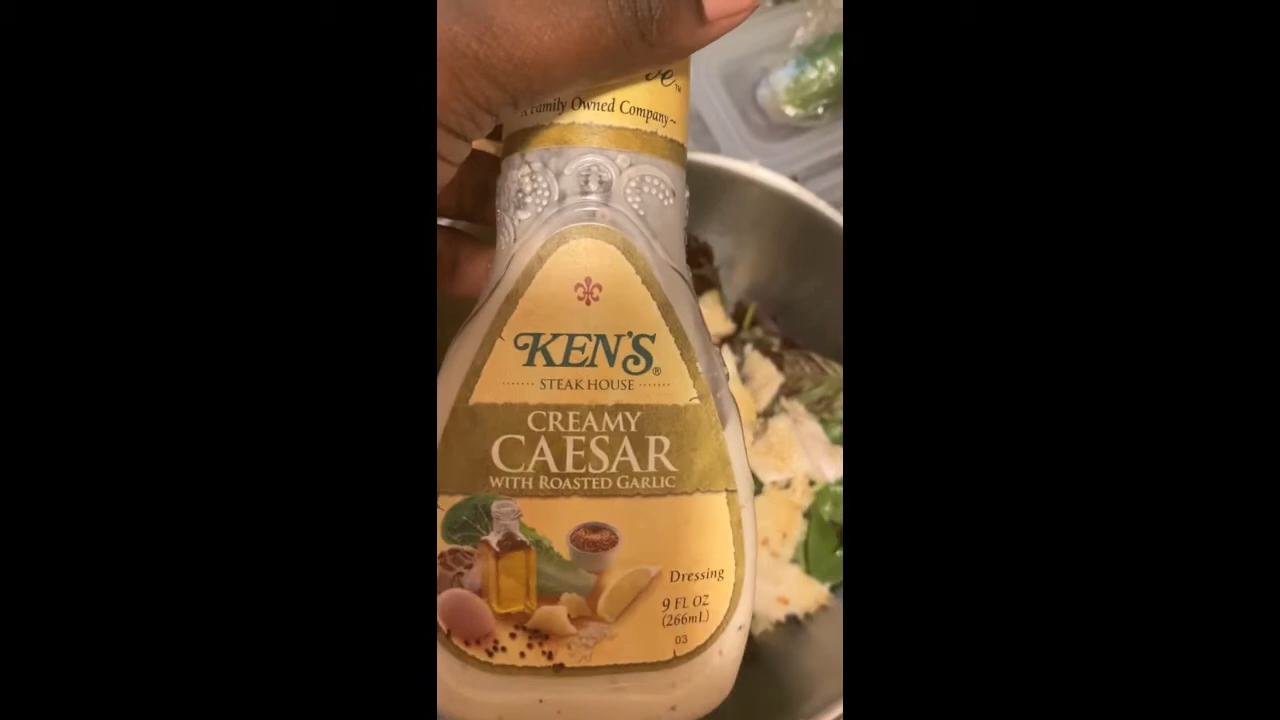 Family Owned Company~
KEN'S®
STEAK HOUSE
CREAMY
CAESAR
WITH ROASTED GARLIC
Dressing
9 FL OZ
(266mL)
03